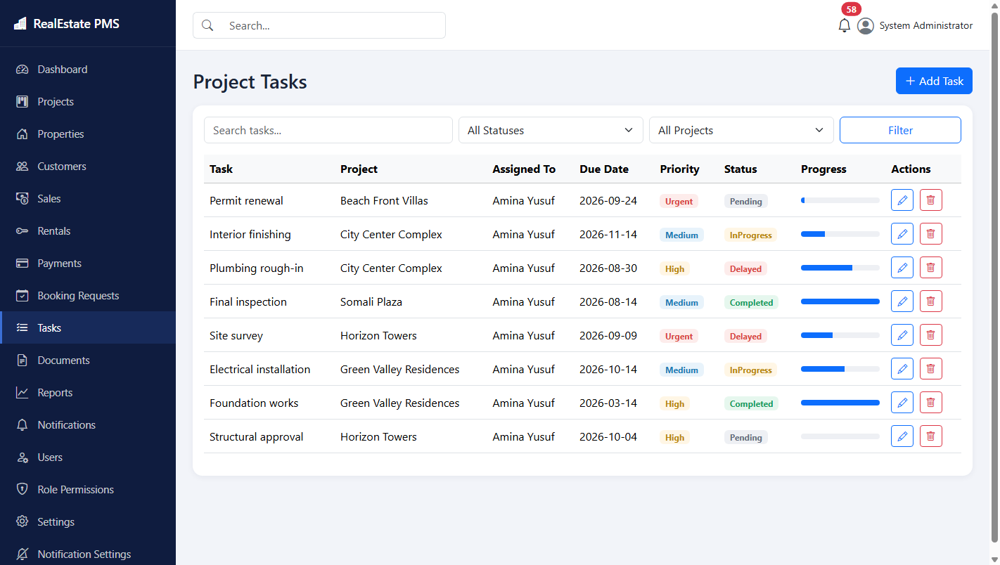 RealEstate PMS
Search...
58
System Administrator
Dashboard
Projects
Properties
Customers
Sales
Rentals
Payments
Booking Requests
Tasks
Documents
Reports
Notifications
Users
Role Permissions
Settings
Notification Settings
Project Tasks
+ Add Task
Search tasks... All Statuses All Projects Filter
Task Project Assigned To Due Date Priority Status Progress Actions
Permit renewal Beach Front Villas Amina Yusuf 2026-09-24 Urgent Pending
Interior finishing City Center Complex Amina Yusuf 2026-11-14 Medium InProgress
Plumbing rough-in City Center Complex Amina Yusuf 2026-08-30 High Delayed
Final inspection Somali Plaza Amina Yusuf 2026-08-14 Medium Completed
Site survey Horizon Towers Amina Yusuf 2026-09-09 Urgent Delayed
Electrical installation Green Valley Residences Amina Yusuf 2026-10-14 Medium InProgress
Foundation works Green Valley Residences Amina Yusuf 2026-03-14 High Completed
Structural approval Horizon Towers Amina Yusuf 2026-10-04 High Pending